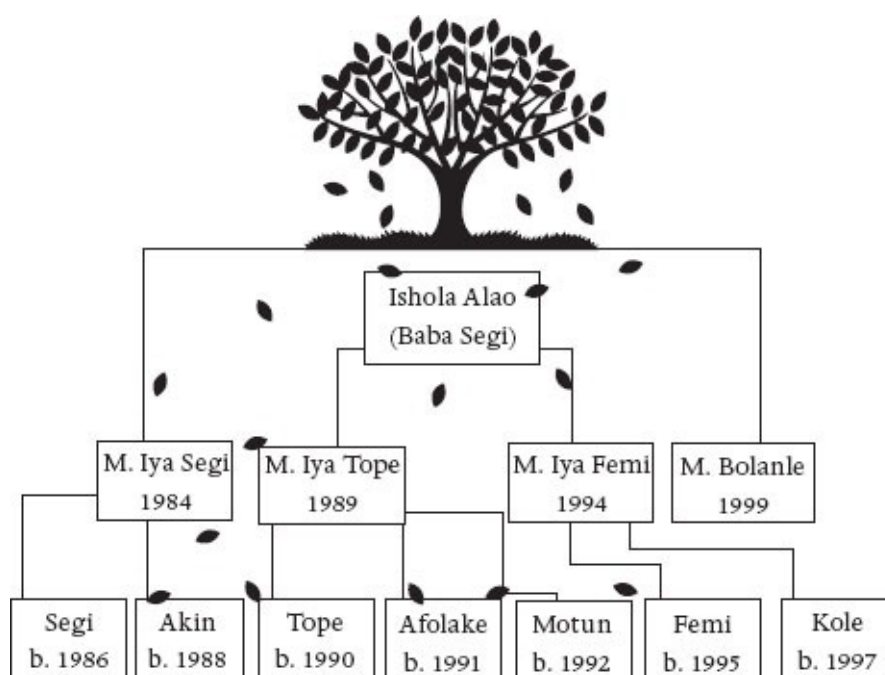 Ishola Alao
(Baba Segi)
M. Iya Segi
1984
M. Iya Tope
1989
M. Iya Femi
1994
M. Bolanle
1999
Segi
b. 1986
Akin
b. 1988
Tope
b. 1990
Afolake
b. 1991
Motun
b. 1992
Femi
b. 1995
Kole
b. 1997